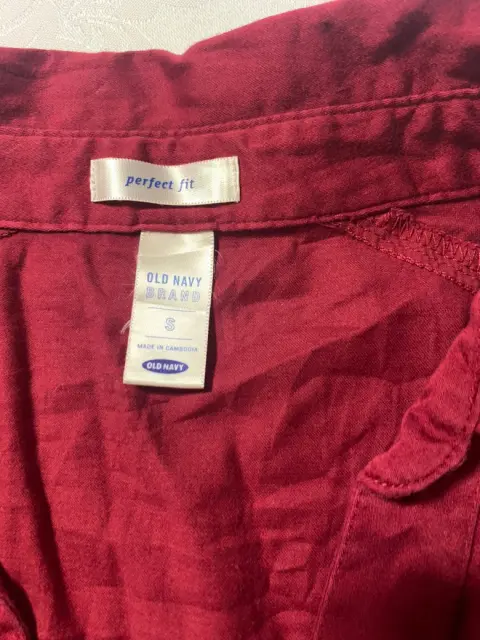 perfect fit
OLD NAVY
BRAND
S
MADE IN CAMBODIA
OLD NAVY